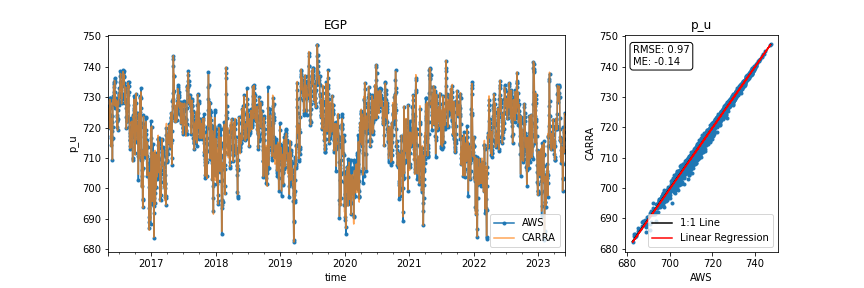 EGP
p_u
750
740
730
720
710
700
690
680
p_u
2017
2018
2019
2020
2021
2022
2023
time
AWS
CARRA
p_u
RMSE: 0.97
ME: -0.14
750
740
730
720
710
700
690
680
CARRA
680
700
720
740
AWS
1:1 Line
Linear Regression